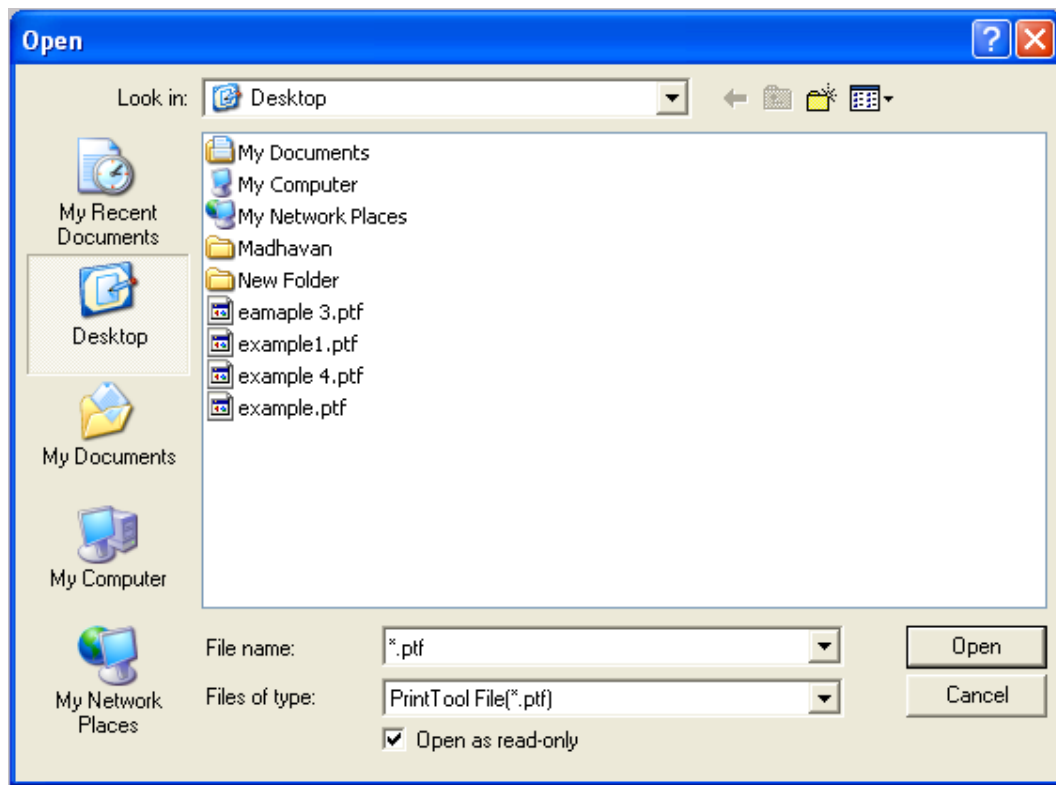 Open
Look in:
Desktop
My Recent
Documents
Desktop
My Documents
My Computer
My Network
Places
My Documents
My Computer
My Network Places
Madhavan
New Folder
eamaple 3.ptf
example1.ptf
example 4.ptf
example.ptf
File name:
*.ptf
Open
Files of type:
PrintTool File(*.ptf)
Cancel
Open as read-only